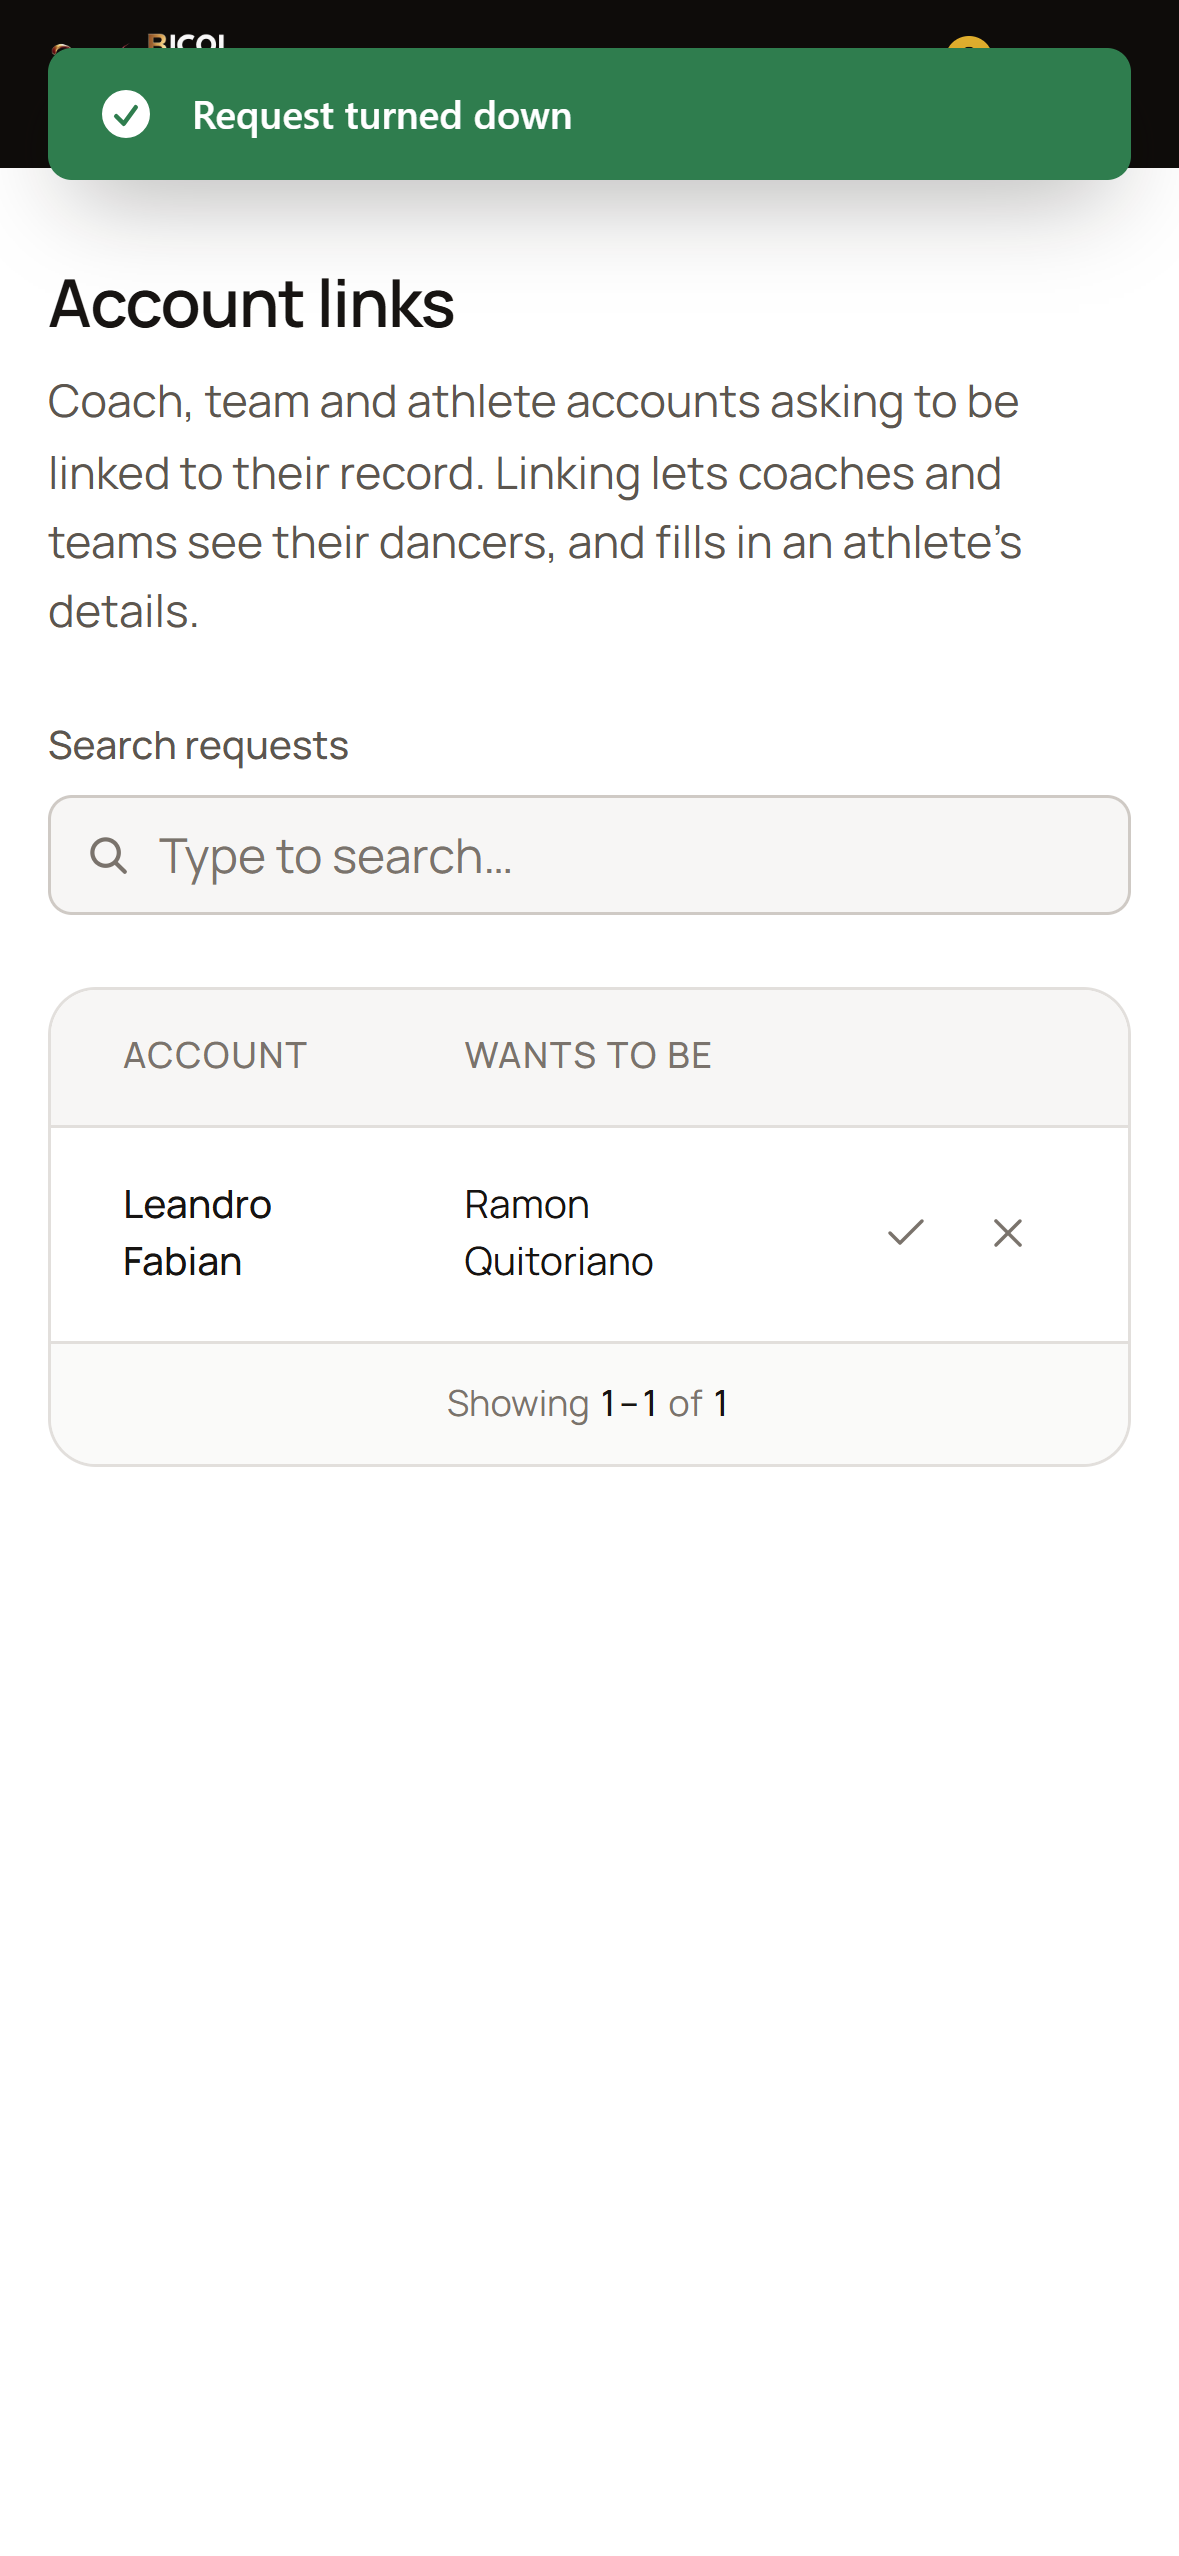 Request turned down
Account links
Coach, team and athlete accounts asking to be
linked to their record. Linking lets coaches and
teams see their dancers, and fills in an athlete’s
details.
Search requests
Type to search...
ACCOUNT WANTS TO BE
Leandro Fabian
Ramon Quitoriano
Showing 1–1 of 1